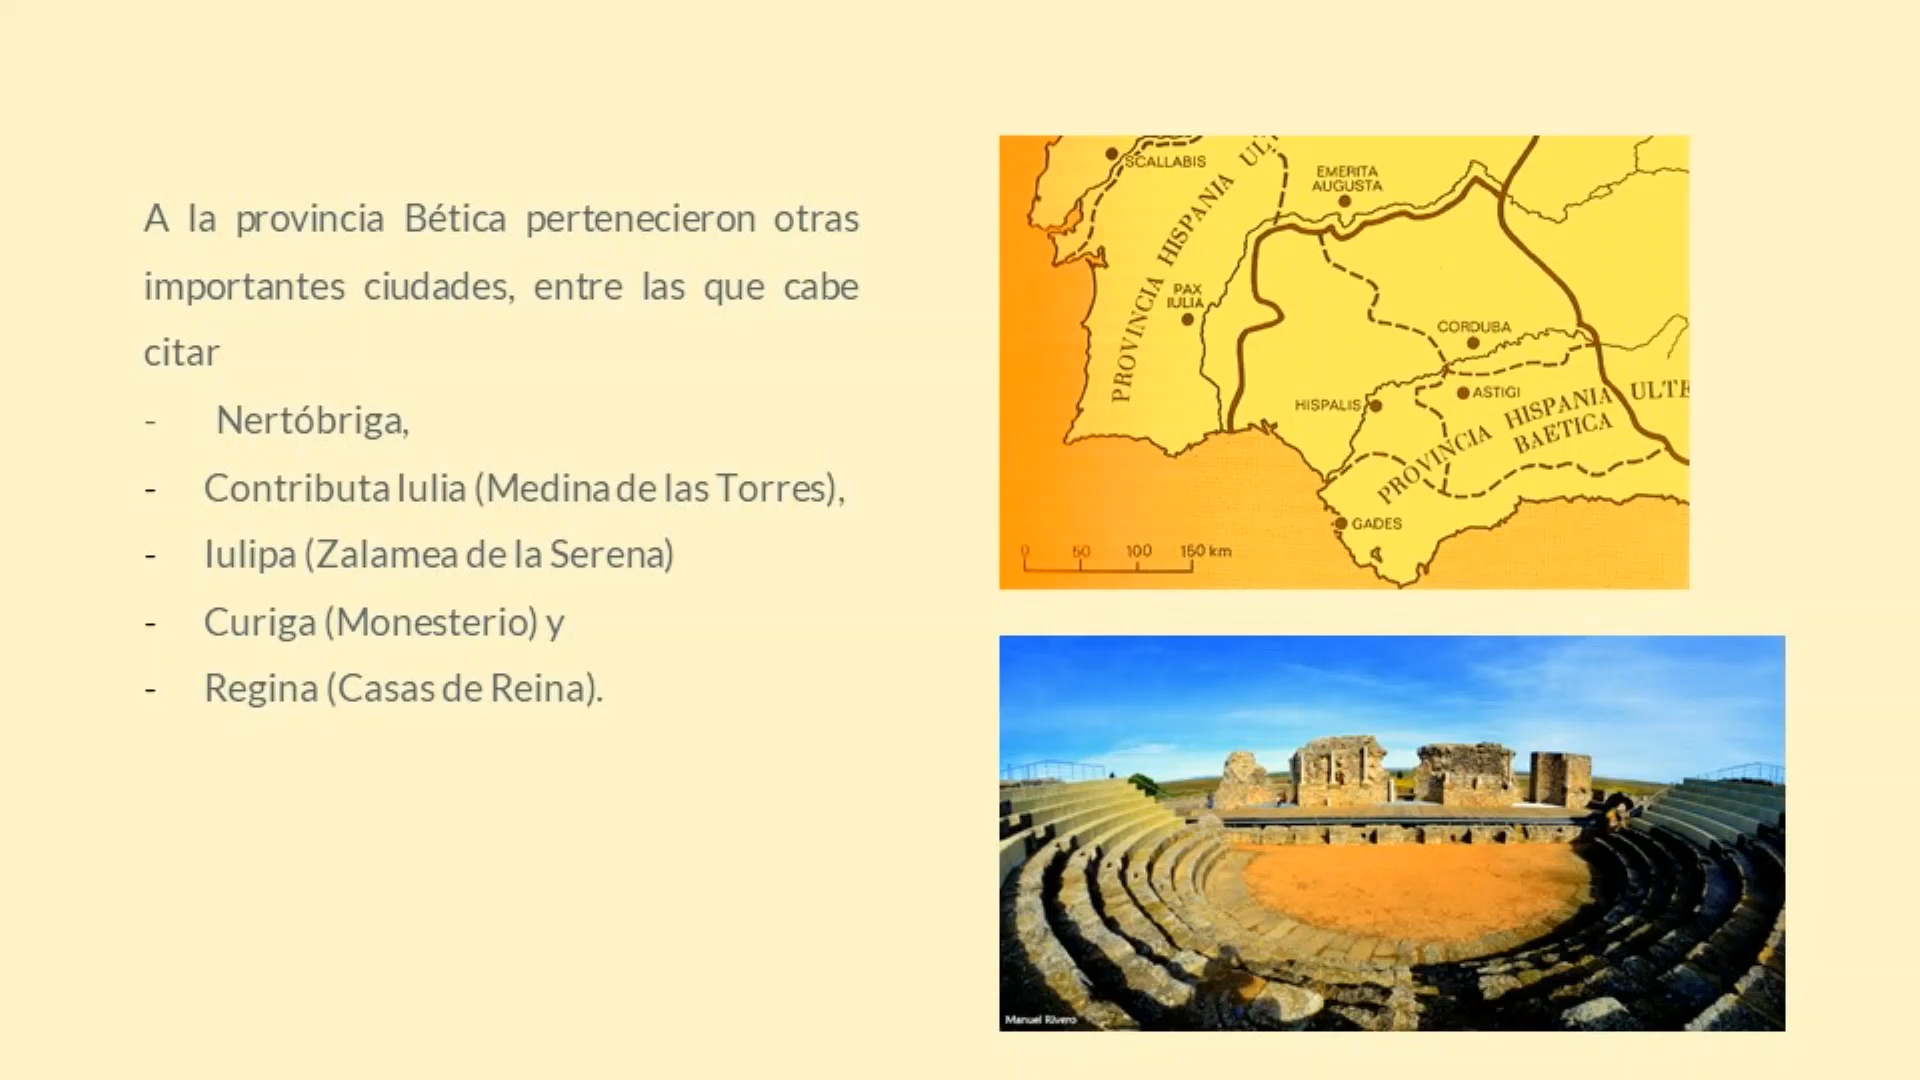 A la provincia Bética pertenecieron otras
importantes ciudades, entre las que cabe
citar
- Nertóbriga,
- Contributa Iulia (Medina de las Torres),
- Iulipa (Zalamea de la Serena)
- Curiga (Monesterio) y
- Regina (Casas de Reina).
SCALLABIS
PROVINCIA HISPANIA UL
EMERITA
AUGUSTA
PAX
IULIA
CORDUBA
HISPALIS
ASTIGI
PROVINCIA HISPANIA ULTE
BAETICA
GADES
0 50 100 150 km
Manuel Rivero